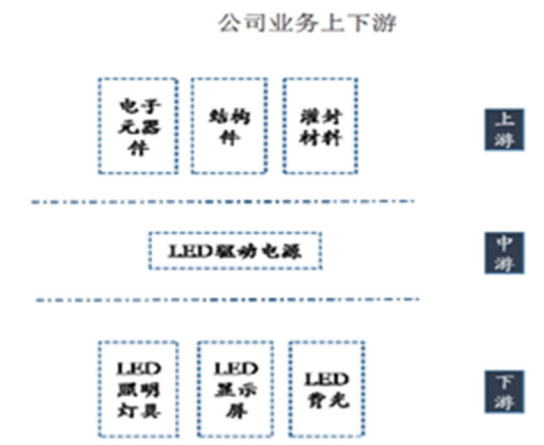 公司业务上下游
电子
元器
件
结构
件
灌封
材料
上
游
LED驱动电源
中
游
LED
照明
灯具
LED
显示
屏
LED
背光
下
游